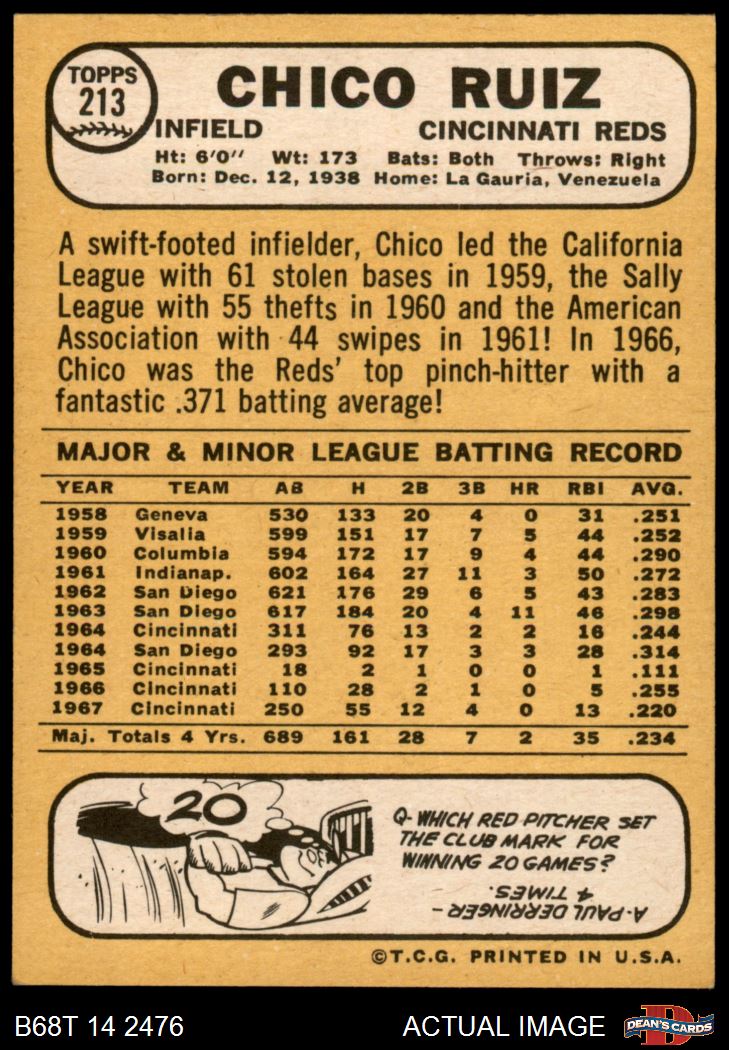 TOPPS
213
CHICO RUIZ
INFIELD CINCINNATI REDS
Ht: 6'0" Wt: 173 Bats: Both Throws: Right
Born: Dec. 12, 1938 Home: La Gauria, Venezuela
A swift-footed infielder, Chico led the California
League with 61 stolen bases in 1959, the Sally
League with 55 thefts in 1960 and the American
Association with 44 swipes in 1961! In 1966,
Chico was the Reds' top pinch-hitter with a
fantastic .371 batting average!
MAJOR & MINOR LEAGUE BATTING RECORD
YEAR TEAM AB H 2B 3B HR RBI AVG.
1958 Geneva 530 133 20 4 0 31 .251
1959 Visalia 599 151 17 7 5 44 .252
1960 Columbia 594 172 17 9 4 44 .290
1961 Indianap. 602 164 27 11 3 50 .272
1962 San Diego 621 176 29 6 5 43 .283
1963 San Diego 617 184 20 4 11 46 .298
1964 Cincinnati 311 76 13 2 2 16 .244
1964 San Diego 293 92 17 3 3 28 .314
1965 Cincinnati 18 2 1 0 0 1 .111
1966 Cincinnati 110 28 2 1 0 5 .255
1967 Cincinnati 250 55 12 4 0 13 .220
Maj. Totals 4 Yrs. 689 161 28 7 2 35 .234
20
Q- WHICH RED PITCHER SET
THE CLUB MARK FOR
WINNING 20 GAMES?
A- PAUL DERRINGER -
4 TIMES.
©T.C.G. PRINTED IN U.S.A.
B68T 14 2476 ACTUAL IMAGE
D
DEAN'S CARDS